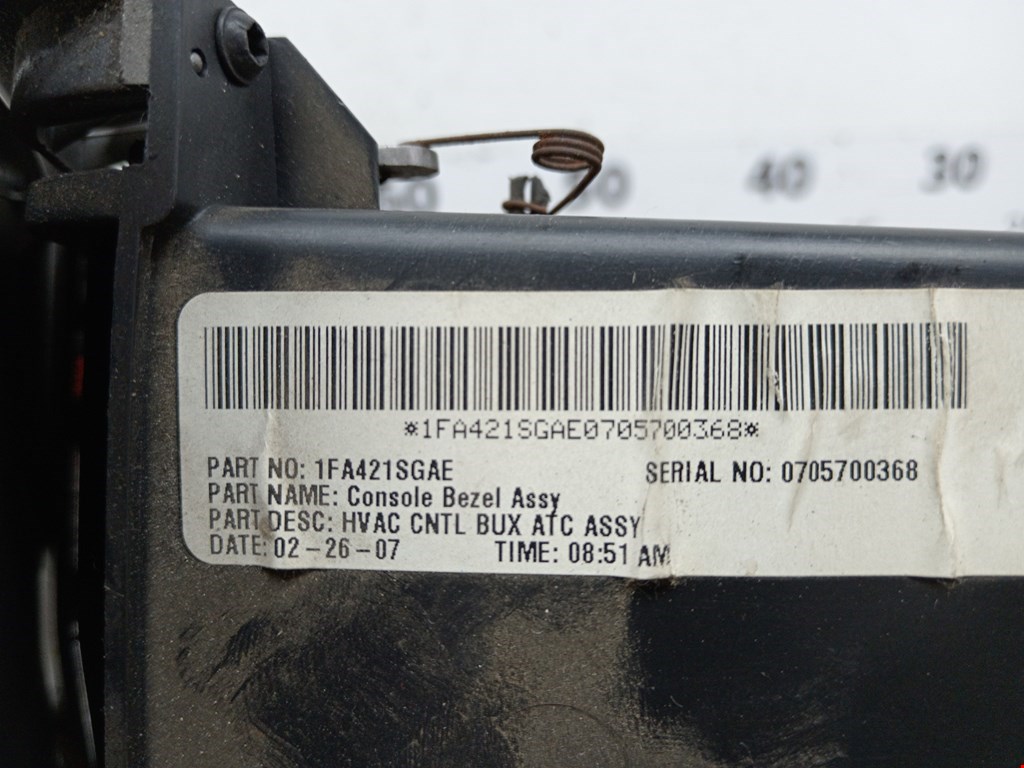 40 30
*1FA421SGAE0705700368*
PART NO: 1FA421SGAE SERIAL NO: 0705700368
PART NAME: Console Bezel Assy
PART DESC: HVAC CNTL BUX ATC ASSY
DATE: 02-26-07 TIME: 08:51 AM